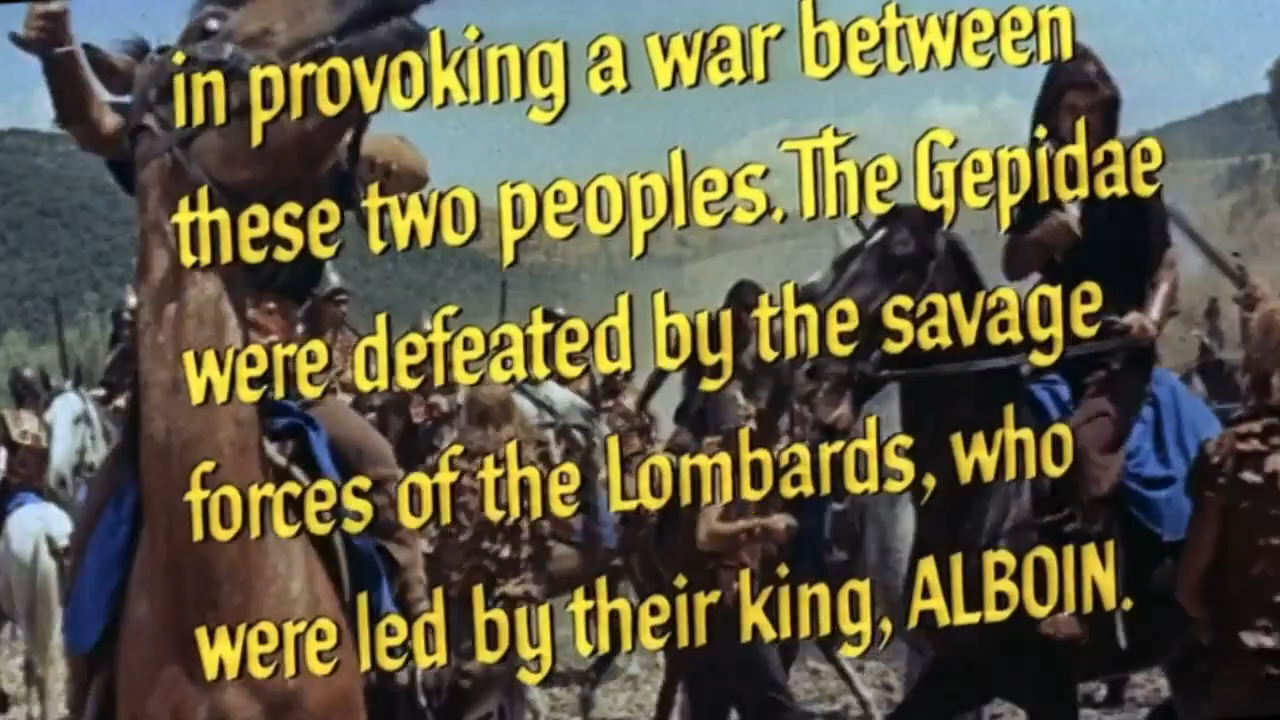 in provoking a war between
these two peoples. The Gepidae
were defeated by the savage
forces of the Lombards, who
were led by their king, ALBOIN.